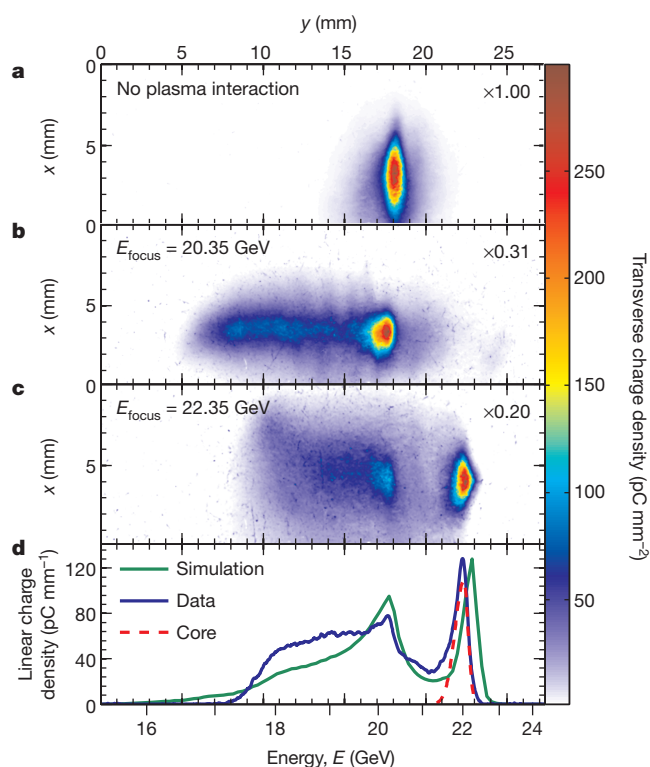 y (mm)
0 5 10 15 20 25
a
No plasma interaction
×1.00
0
5
0
x (mm)
b
E focus = 20.35 GeV
×0.31
5
0
x (mm)
c
E focus = 22.35 GeV
×0.20
5
x (mm)
d
Simulation
Data
Core
120
80
40
0
Linear charge
density (pC mm−1)
16 18 20 22 24
Energy, E (GeV)
250
200
150
100
50
Transverse charge density (pC mm−2)